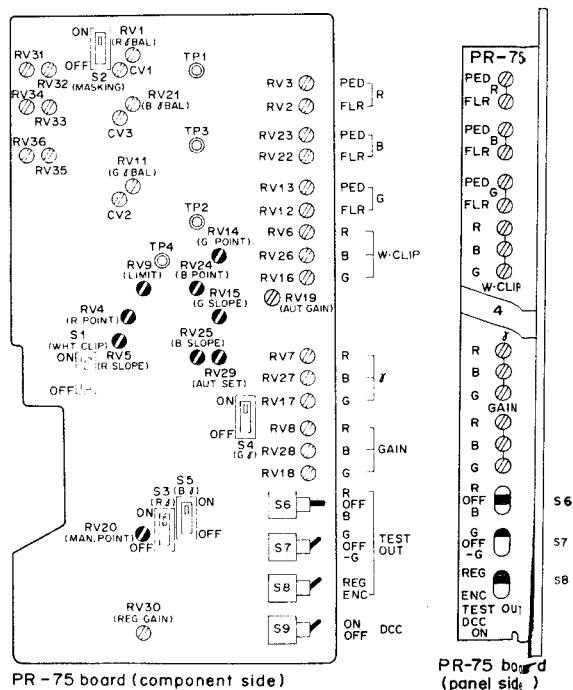 ON
RV1
(R γ BAL)
RV31
OFF
RV32
S2
(MASKING)
CV1
TP1
RV34
RV33
RV21
(B γ BAL)
CV3
RV36
RV35
TP3
RV11
(G γ BAL)
CV2
TP2
RV14
(G POINT)
TP4
RV9
(LIMIT)
RV24
(B POINT)
RV15
(G SLOPE)
RV4
(R POINT)
S1
(WHT CLIP)
ON
OFF
RV5
(R SLOPE)
RV25
(B SLOPE)
RV29
(AUT SET)
RV19
(AUT GAIN)
RV3 PED
RV2 FLR
R
RV23 PED
RV22 FLR
B
RV13 PED
RV12 FLR
G
RV6 R
RV26 B
RV16 G
W·CLIP
RV7 R
RV27 B
RV17 G
γ
ON
OFF
S4
(G γ)
RV8 R
RV28 B
RV18 G
GAIN
S5
(B γ)
ON
OFF
S3
(R γ)
ON
OFF
RV20
(MAN. POINT)
S6
R
OFF
B
S7
G
OFF
-G
TEST
OUT
S8
REG
ENC
RV30
(REG GAIN)
S9
ON
OFF
DCC
PR-75 board (component side)
PR-75
PED
R
FLR
PED
B
FLR
PED
G
FLR
R
B
G
W·CLIP
4
γ
R
B
G
GAIN
R
B
G
R
OFF
B
S6
G
OFF
-G
S7
REG
ENC
S8
TEST OUT
DCC
ON
PR-75 board
(panel side)